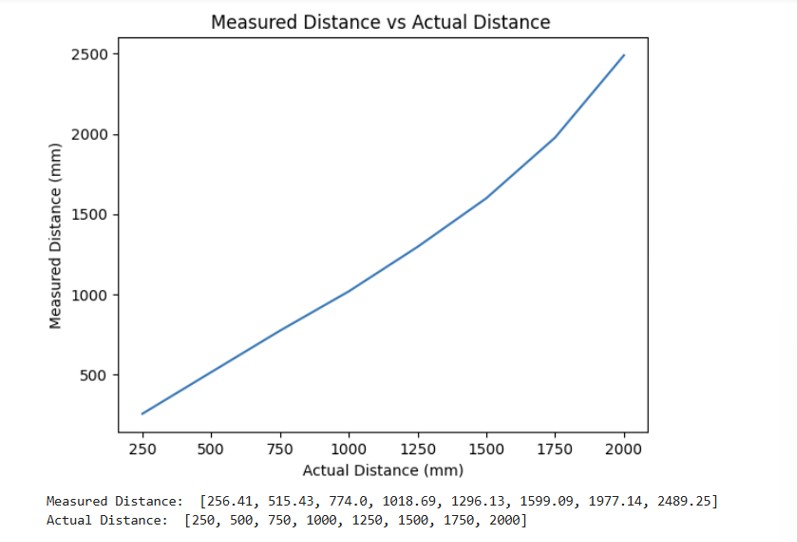 Measured Distance vs Actual Distance
2500
2000
1500
1000
500
Measured Distance (mm)
250 500 750 1000 1250 1500 1750 2000
Actual Distance (mm)
Measured Distance:  [256.41, 515.43, 774.0, 1018.69, 1296.13, 1599.09, 1977.14, 2489.25]
Actual Distance:  [250, 500, 750, 1000, 1250, 1500, 1750, 2000]